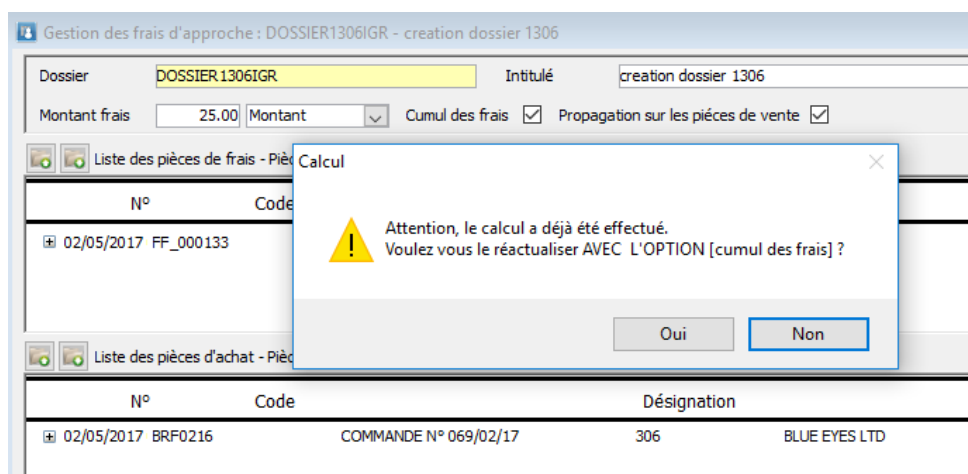 Gestion des frais d'approche : DOSSIER1306IGR - creation dossier 1306
Dossier DOSSIER1306IGR Intitulé creation dossier 1306
Montant frais 25.00 Montant Cumul des frais Propagation sur les piéces de vente
Liste des pièces de frais - Pièc
Calcul
N° Code
Attention, le calcul a déjà été effectué.
02/05/2017 FF_000133
Voulez vous le réactualiser AVEC L'OPTION [cumul des frais] ?
Oui Non
Liste des pièces d'achat - Pièc
N° Code Désignation
02/05/2017 BRF0216 COMMANDE N° 069/02/17 306 BLUE EYES LTD